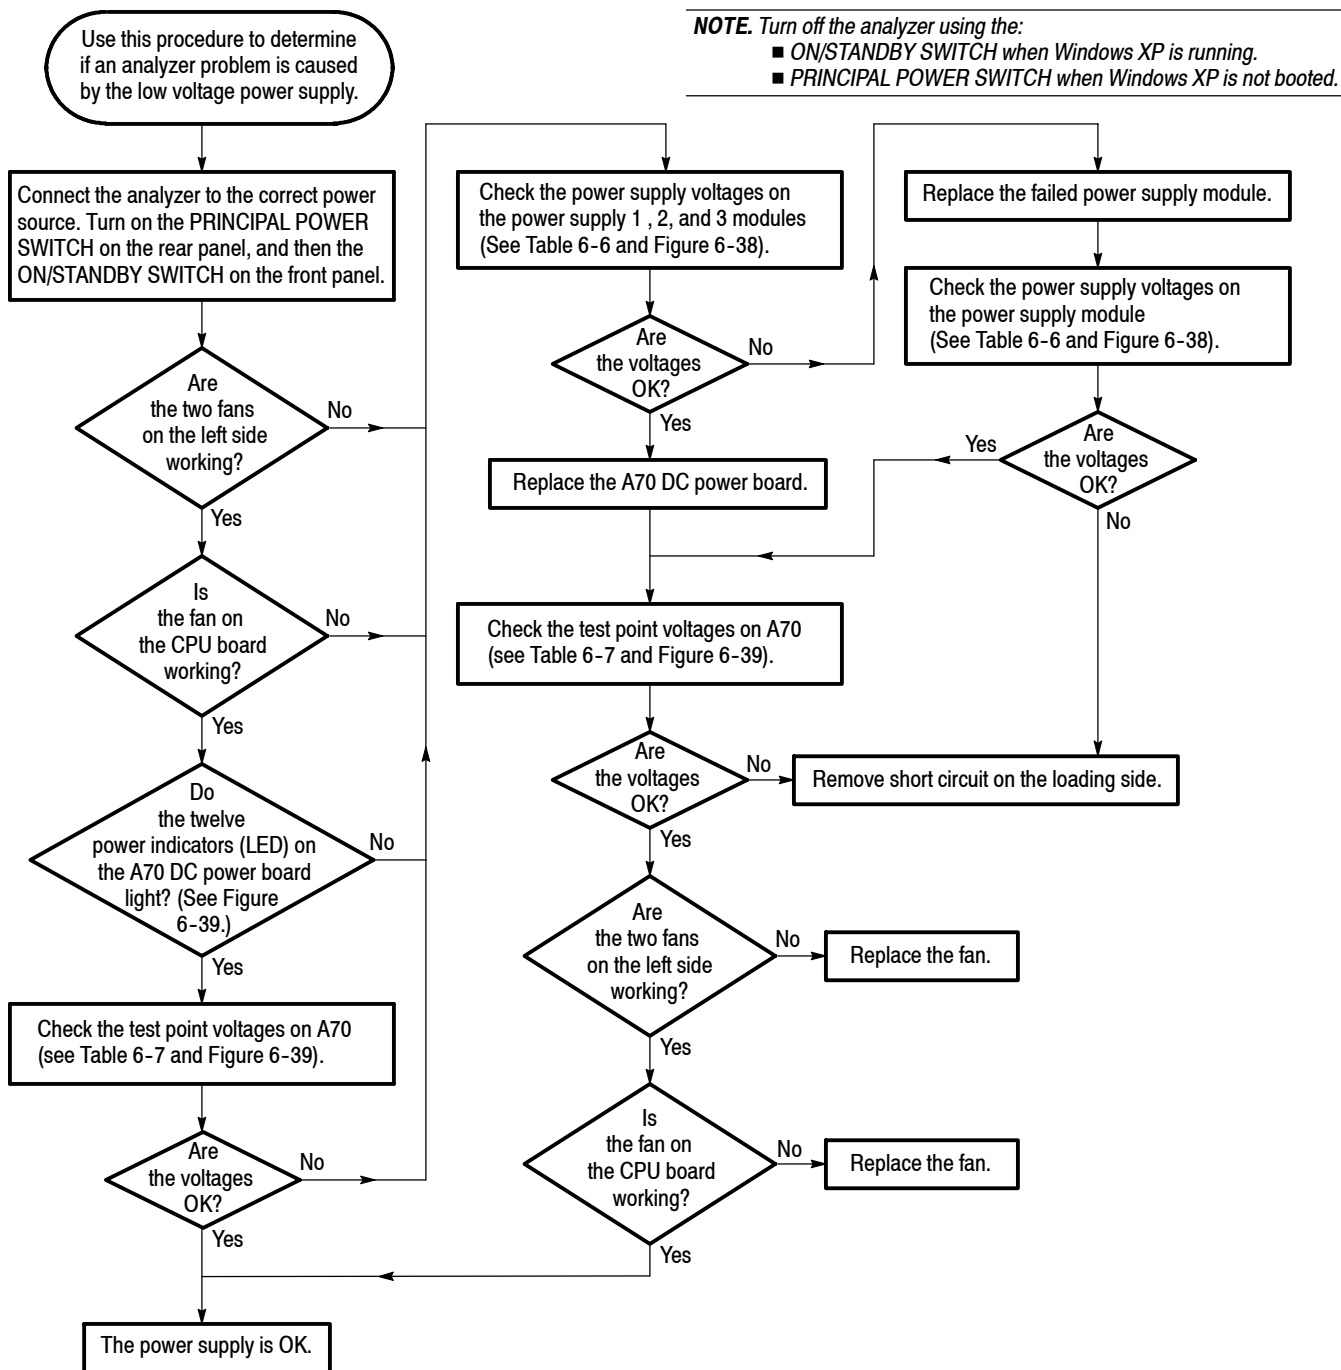 Use this procedure to determine
if an analyzer problem is caused
by the low voltage power supply.
NOTE. Turn off the analyzer using the:
■ ON/STANDBY SWITCH when Windows XP is running.
■ PRINCIPAL POWER SWITCH when Windows XP is not booted.
Connect the analyzer to the correct power
source. Turn on the PRINCIPAL POWER
SWITCH on the rear panel, and then the
ON/STANDBY SWITCH on the front panel.
Are
the two fans
on the left side
working?
No
Yes
Is
the fan on
the CPU board
working?
No
Yes
Do
the twelve
power indicators (LED) on
the A70 DC power board
light? (See Figure
6-39.)
No
Yes
Check the test point voltages on A70
(see Table 6-7 and Figure 6-39).
Are
the voltages
OK?
No
Yes
The power supply is OK.
Check the power supply voltages on
the power supply 1 , 2, and 3 modules
(See Table 6-6 and Figure 6-38).
Are
the voltages
OK?
No
Yes
Replace the A70 DC power board.
Check the test point voltages on A70
(see Table 6-7 and Figure 6-39).
Are
the voltages
OK?
No
Yes
Are
the two fans
on the left side
working?
No
Replace the fan.
Yes
Is
the fan on
the CPU board
working?
No
Replace the fan.
Yes
Replace the failed power supply module.
Check the power supply voltages on
the power supply module
(See Table 6-6 and Figure 6-38).
Are
the voltages
OK?
Yes
No
Remove short circuit on the loading side.